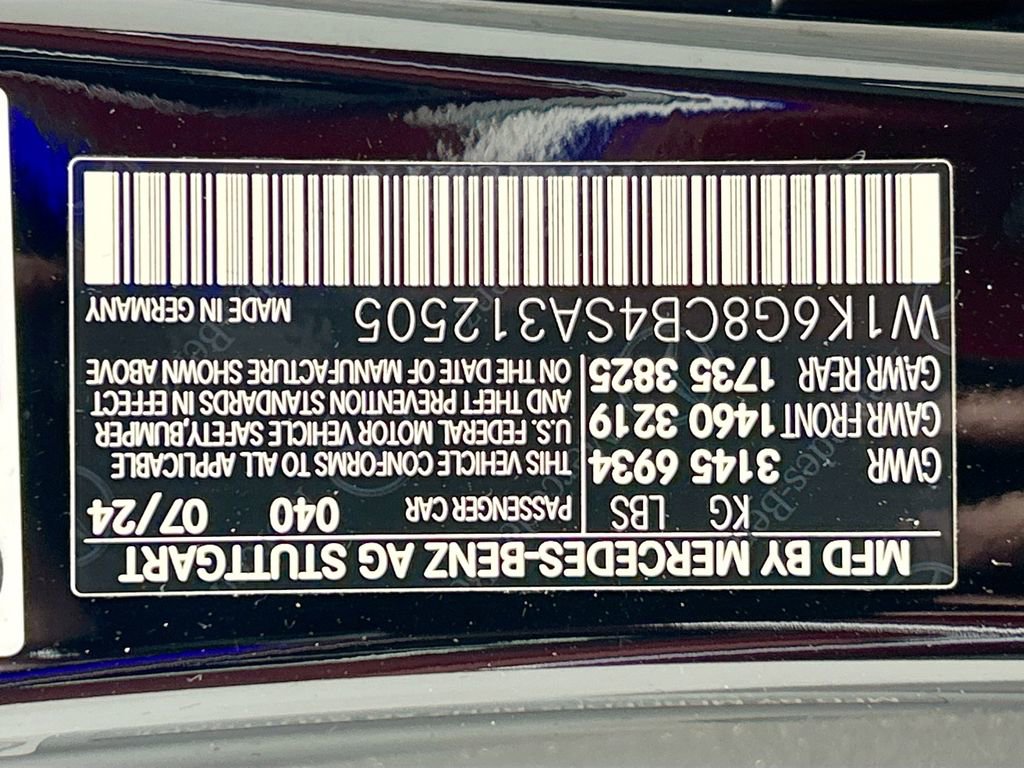 MFD BY MERCEDES-BENZ AG STUTTGART
KG LBS
GVWR 3145 6934
GAWR FRONT 1460 3219
GAWR REAR 1735 3825
PASSENGER CAR 040 07/24
THIS VEHICLE CONFORMS TO ALL APPLICABLE
U.S. FEDERAL MOTOR VEHICLE SAFETY,BUMPER
AND THEFT PREVENTION STANDARDS IN EFFECT
ON THE DATE OF MANUFACTURE SHOWN ABOVE
W1K6G8CB4SA312505 MADE IN GERMANY